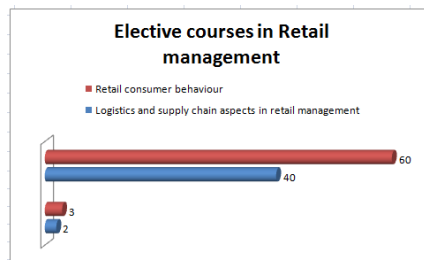 Elective courses in Retail
management
Retail consumer behaviour
Logistics and supply chain aspects in retail management
60
40
3
2